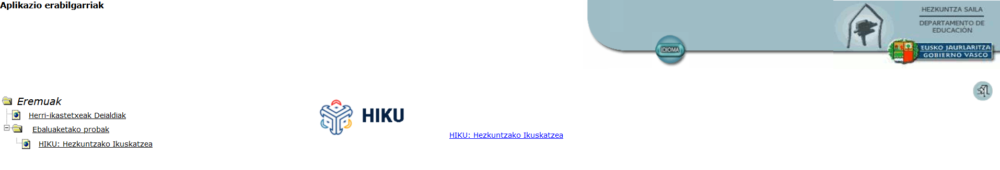 Aplikazio erabilgarriak
HEZKUNTZA SAILA
DEPARTAMENTO DE
EDUCACIÓN
IDIOMA
EUSKO JAURLARITZA
GOBIERNO VASCO
Eremuak
Herri-ikastetxeak Deialdiak
Ebaluaketako probak
HIKU: Hezkuntzako Ikuskatzea
HIKU
HIKU: Hezkuntzako Ikuskatzea